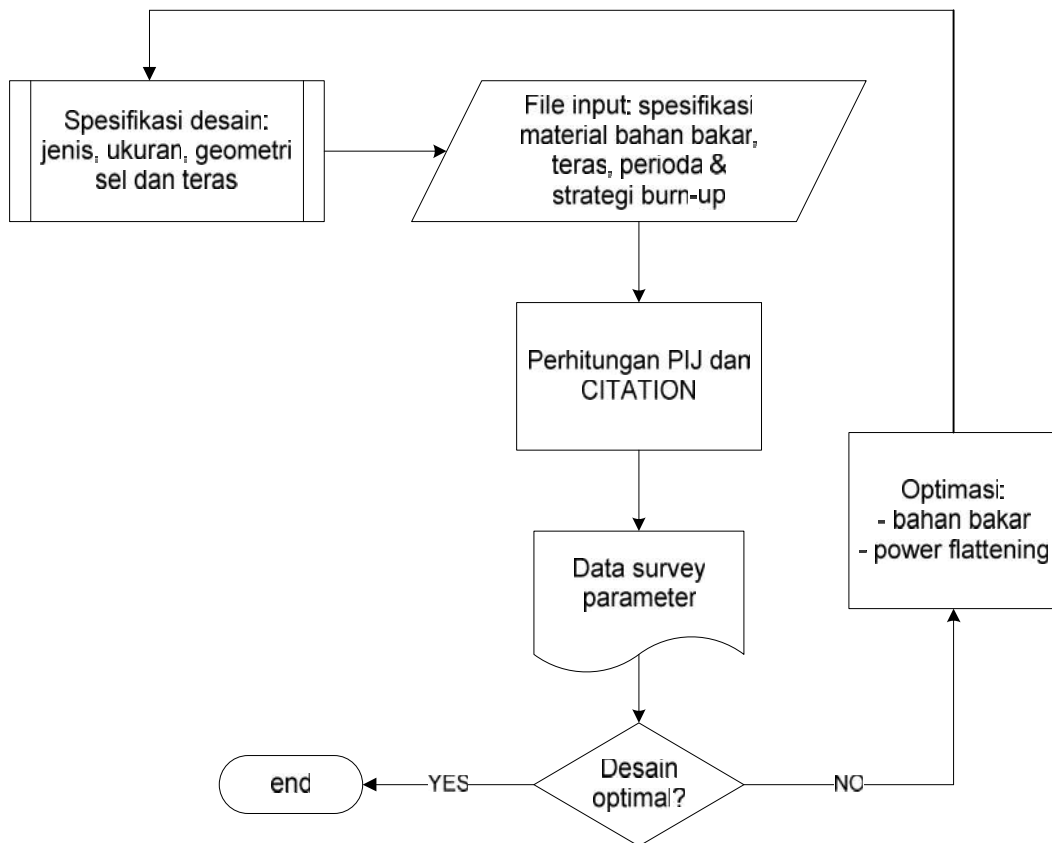 Spesifikasi desain:
jenis, ukuran, geometri
sel dan teras
File input: spesifikasi
material bahan bakar,
teras, perioda &
strategi burn-up
Perhitungan PIJ dan
CITATION
Optimasi:
- bahan bakar
- power flattening
Data survey
parameter
Desain
optimal?
YES
NO
end